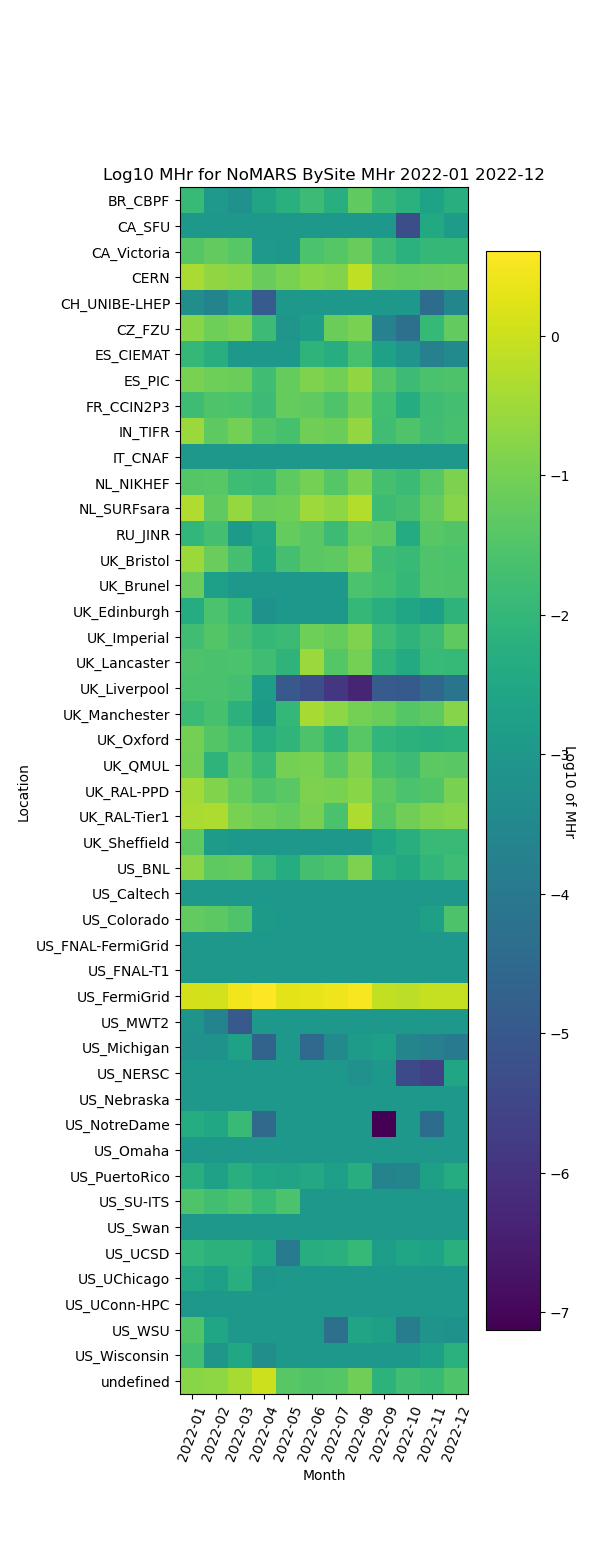 Log10 MHr for NoMARS BySite MHr 2022-01 2022-12
BR_CBPF
CA_SFU
CA_Victoria
CERN
CH_UNIBE-LHEP
CZ_FZU
ES_CIEMAT
ES_PIC
FR_CCIN2P3
IN_TIFR
IT_CNAF
NL_NIKHEF
NL_SURFsara
RU_JINR
UK_Bristol
UK_Brunel
UK_Edinburgh
UK_Imperial
UK_Lancaster
UK_Liverpool
UK_Manchester
UK_Oxford
UK_QMUL
UK_RAL-PPD
UK_RAL-Tier1
UK_Sheffield
US_BNL
US_Caltech
US_Colorado
US_FNAL-FermiGrid
US_FNAL-T1
US_FermiGrid
US_MWT2
US_Michigan
US_NERSC
US_Nebraska
US_NotreDame
US_Omaha
US_PuertoRico
US_SU-ITS
US_Swan
US_UCSD
US_UChicago
US_UConn-HPC
US_WSU
US_Wisconsin
undefined
Location
2022-01
2022-02
2022-03
2022-04
2022-05
2022-06
2022-07
2022-08
2022-09
2022-10
2022-11
2022-12
Month
0
−1
−2
−3
−4
−5
−6
−7
Log10 of MHr